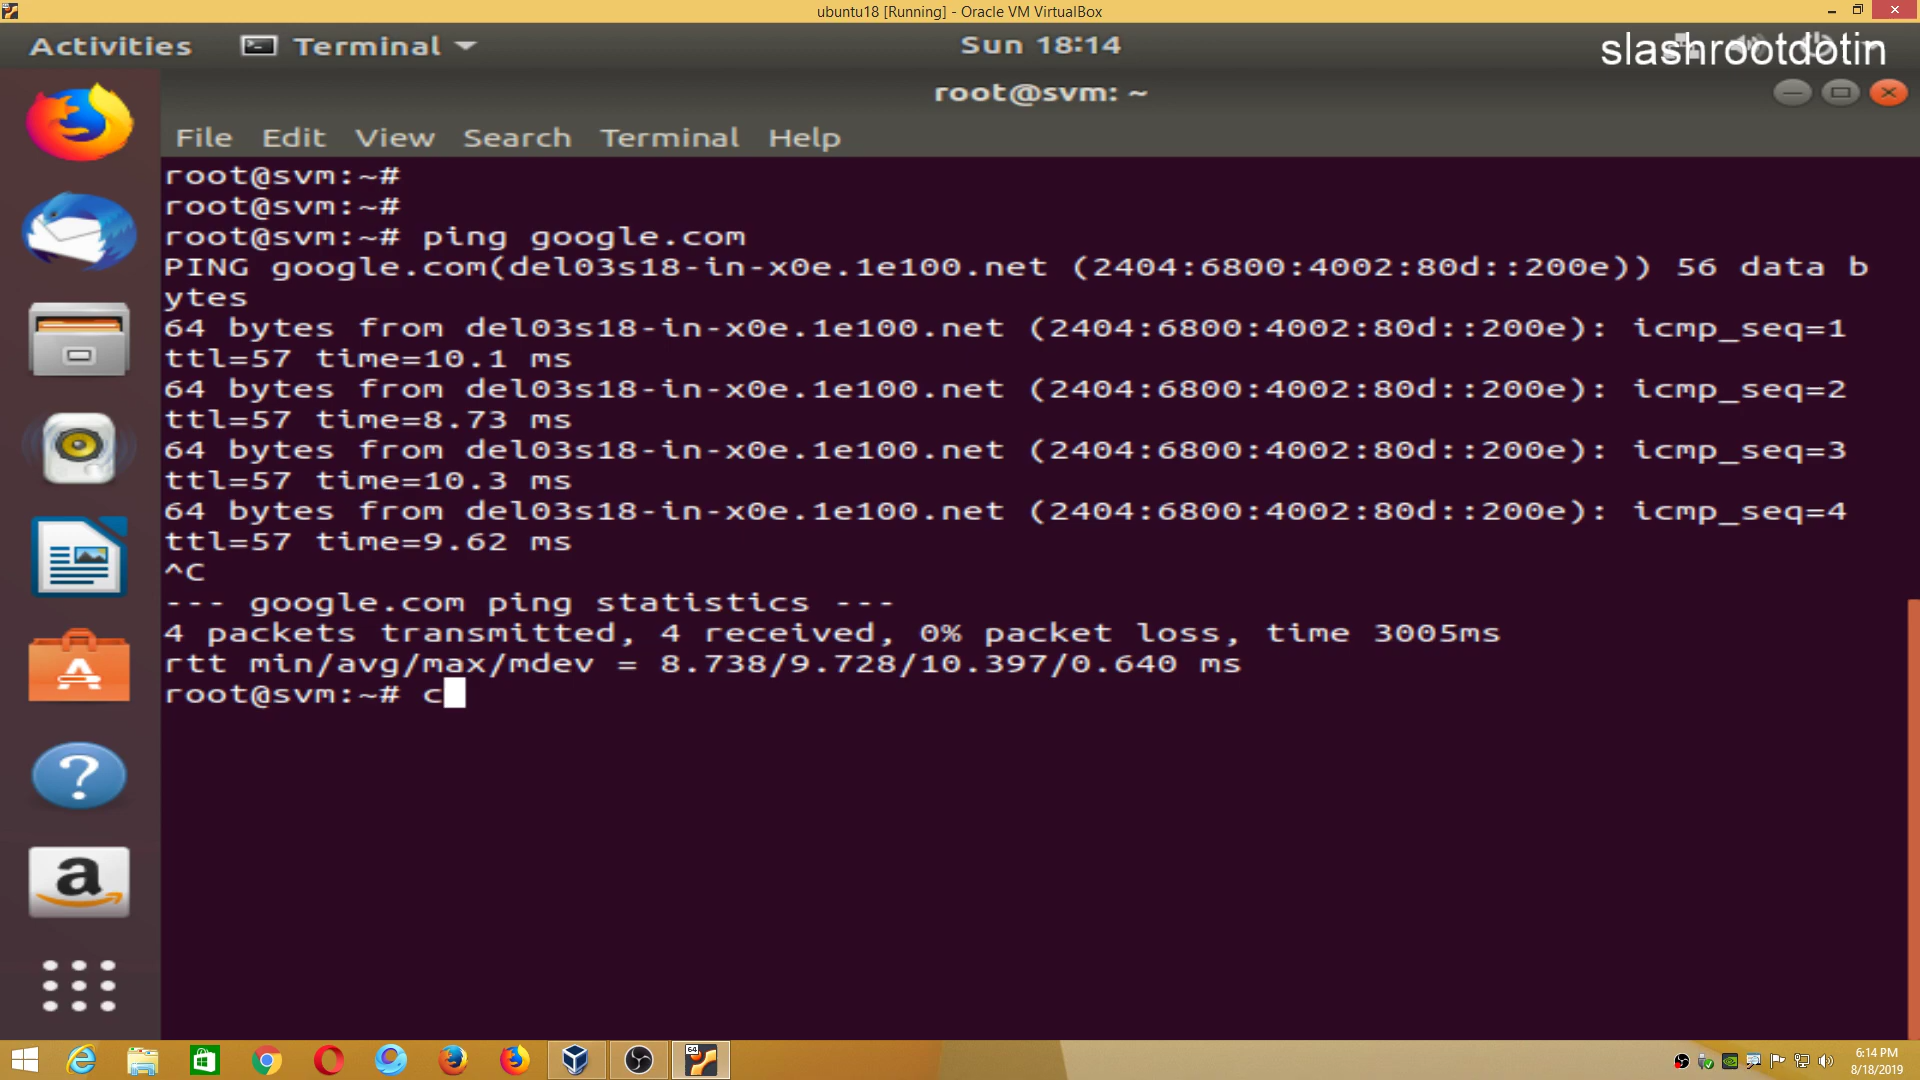 ubuntu18 [Running] - Oracle VM VirtualBox
Activities Terminal Sun 18:14 slashrootdotin
root@svm: ~
File Edit View Search Terminal Help
root@svm:~#
root@svm:~#
root@svm:~# ping google.com
PING google.com(del03s18-in-x0e.1e100.net (2404:6800:4002:80d::200e)) 56 data b
ytes
64 bytes from del03s18-in-x0e.1e100.net (2404:6800:4002:80d::200e): icmp_seq=1
ttl=57 time=10.1 ms
64 bytes from del03s18-in-x0e.1e100.net (2404:6800:4002:80d::200e): icmp_seq=2
ttl=57 time=8.73 ms
64 bytes from del03s18-in-x0e.1e100.net (2404:6800:4002:80d::200e): icmp_seq=3
ttl=57 time=10.3 ms
64 bytes from del03s18-in-x0e.1e100.net (2404:6800:4002:80d::200e): icmp_seq=4
ttl=57 time=9.62 ms
^C
--- google.com ping statistics ---
4 packets transmitted, 4 received, 0% packet loss, time 3005ms
rtt min/avg/max/mdev = 8.738/9.728/10.397/0.640 ms
root@svm:~# c
a
64
6:14 PM
8/18/2019